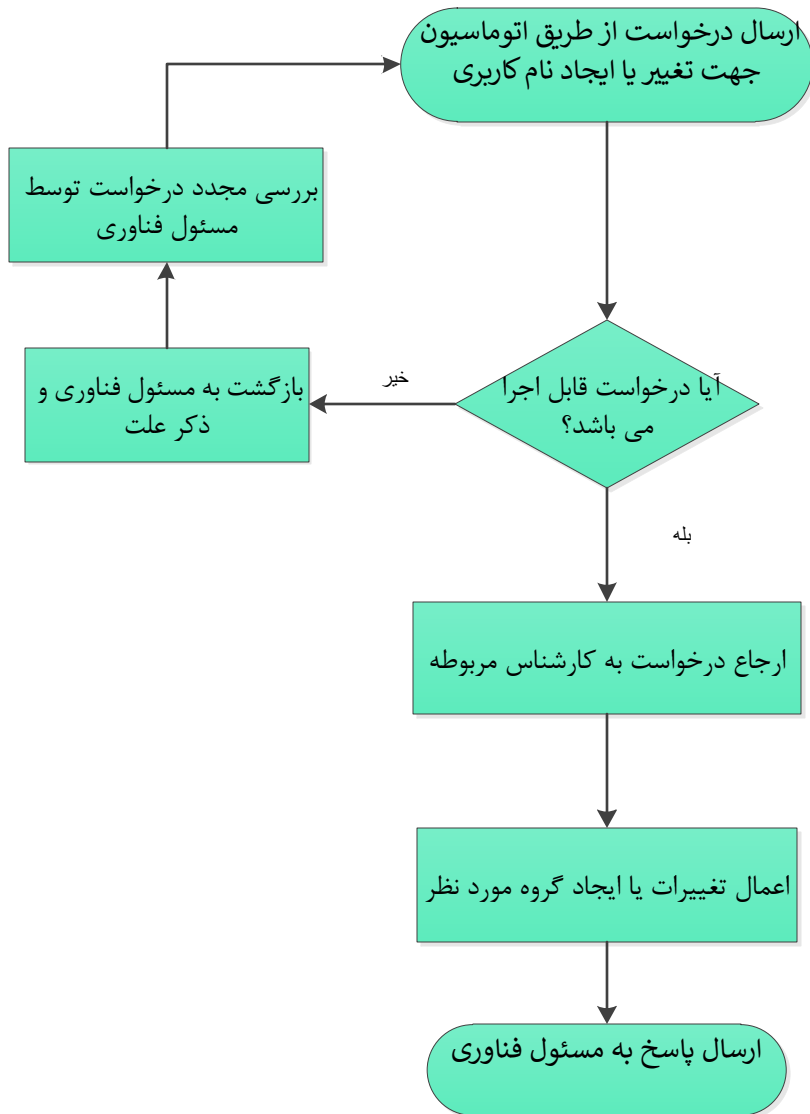 ارسال درخواست از طریق اتوماسیون
جهت تغییر یا ایجاد نام کاربری
بررسی مجدد درخواست توسط
مسئول فناوری
بازگشت به مسئول فناوری و
ذکر علت
خیر
آیا درخواست قابل اجرا
می باشد؟
بله
ارجاع درخواست به کارشناس مربوطه
اعمال تغییرات یا ایجاد گروه مورد نظر
ارسال پاسخ به مسئول فناوری